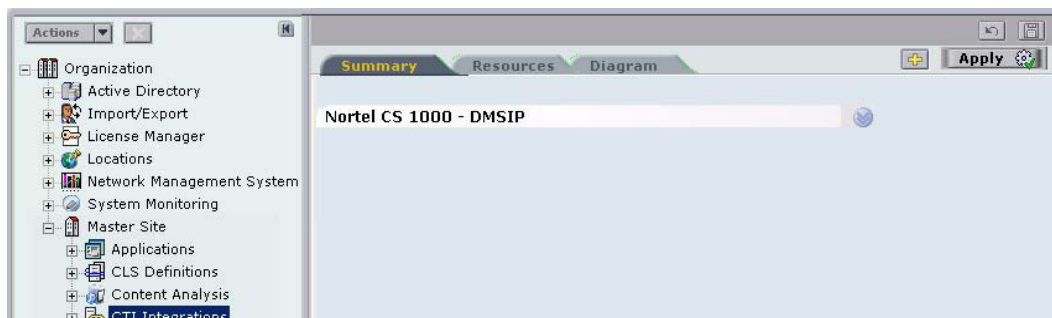 Actions
Organization
Active Directory
Import/Export
License Manager
Locations
Network Management System
System Monitoring
Master Site
Applications
CLS Definitions
Content Analysis
CTI Integrations
Summary Resources Diagram
Apply
Nortel CS 1000 - DMSIP